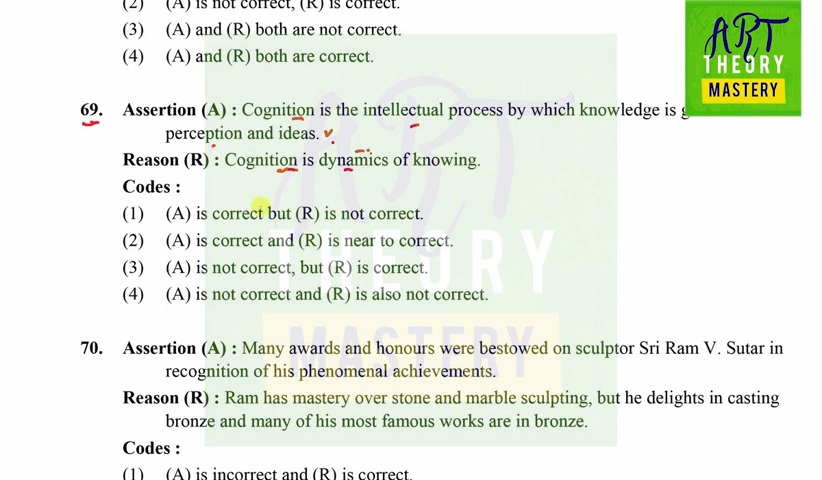 (2) (A) is not correct, (R) is correct.
(3) (A) and (R) both are not correct.
(4) (A) and (R) both are correct.
ART
THEORY
MASTERY
69. Assertion (A) : Cognition is the intellectual process by which knowledge is
perception and ideas.
Reason (R) : Cognition is dynamics of knowing.
Codes :
(1) (A) is correct but (R) is not correct.
(2) (A) is correct and (R) is near to correct.
(3) (A) is not correct, but (R) is correct.
(4) (A) is not correct and (R) is also not correct.
ART
THEORY
MASTERY
70. Assertion (A) : Many awards and honours were bestowed on sculptor Sri Ram V. Sutar in
recognition of his phenomenal achievements.
Reason (R) : Ram has mastery over stone and marble sculpting, but he delights in casting
bronze and many of his most famous works are in bronze.
Codes :
(1) (A) is incorrect and (R) is correct.